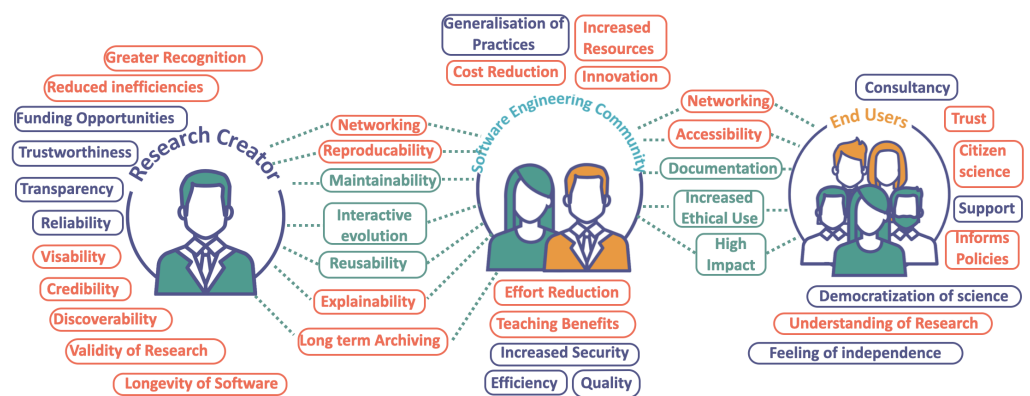 Greater Recognition
Reduced inefficiencies
Funding Opportunities
Trustworthiness
Transparency
Reliability
Visability
Credibility
Discoverability
Validity of Research
Longevity of Software
Research Creator
Networking
Reproducability
Maintainability
Interactive
evolution
Reusability
Explainability
Long term Archiving
Generalisation of
Practices
Increased
Resources
Cost Reduction
Innovation
Software Engineering Community
Effort Reduction
Teaching Benefits
Increased Security
Efficiency
Quality
Networking
Accessibility
Documentation
Increased
Ethical Use
High
Impact
Consultancy
End Users
Trust
Citizen
science
Support
Informs
Policies
Democratization of science
Understanding of Research
Feeling of independence